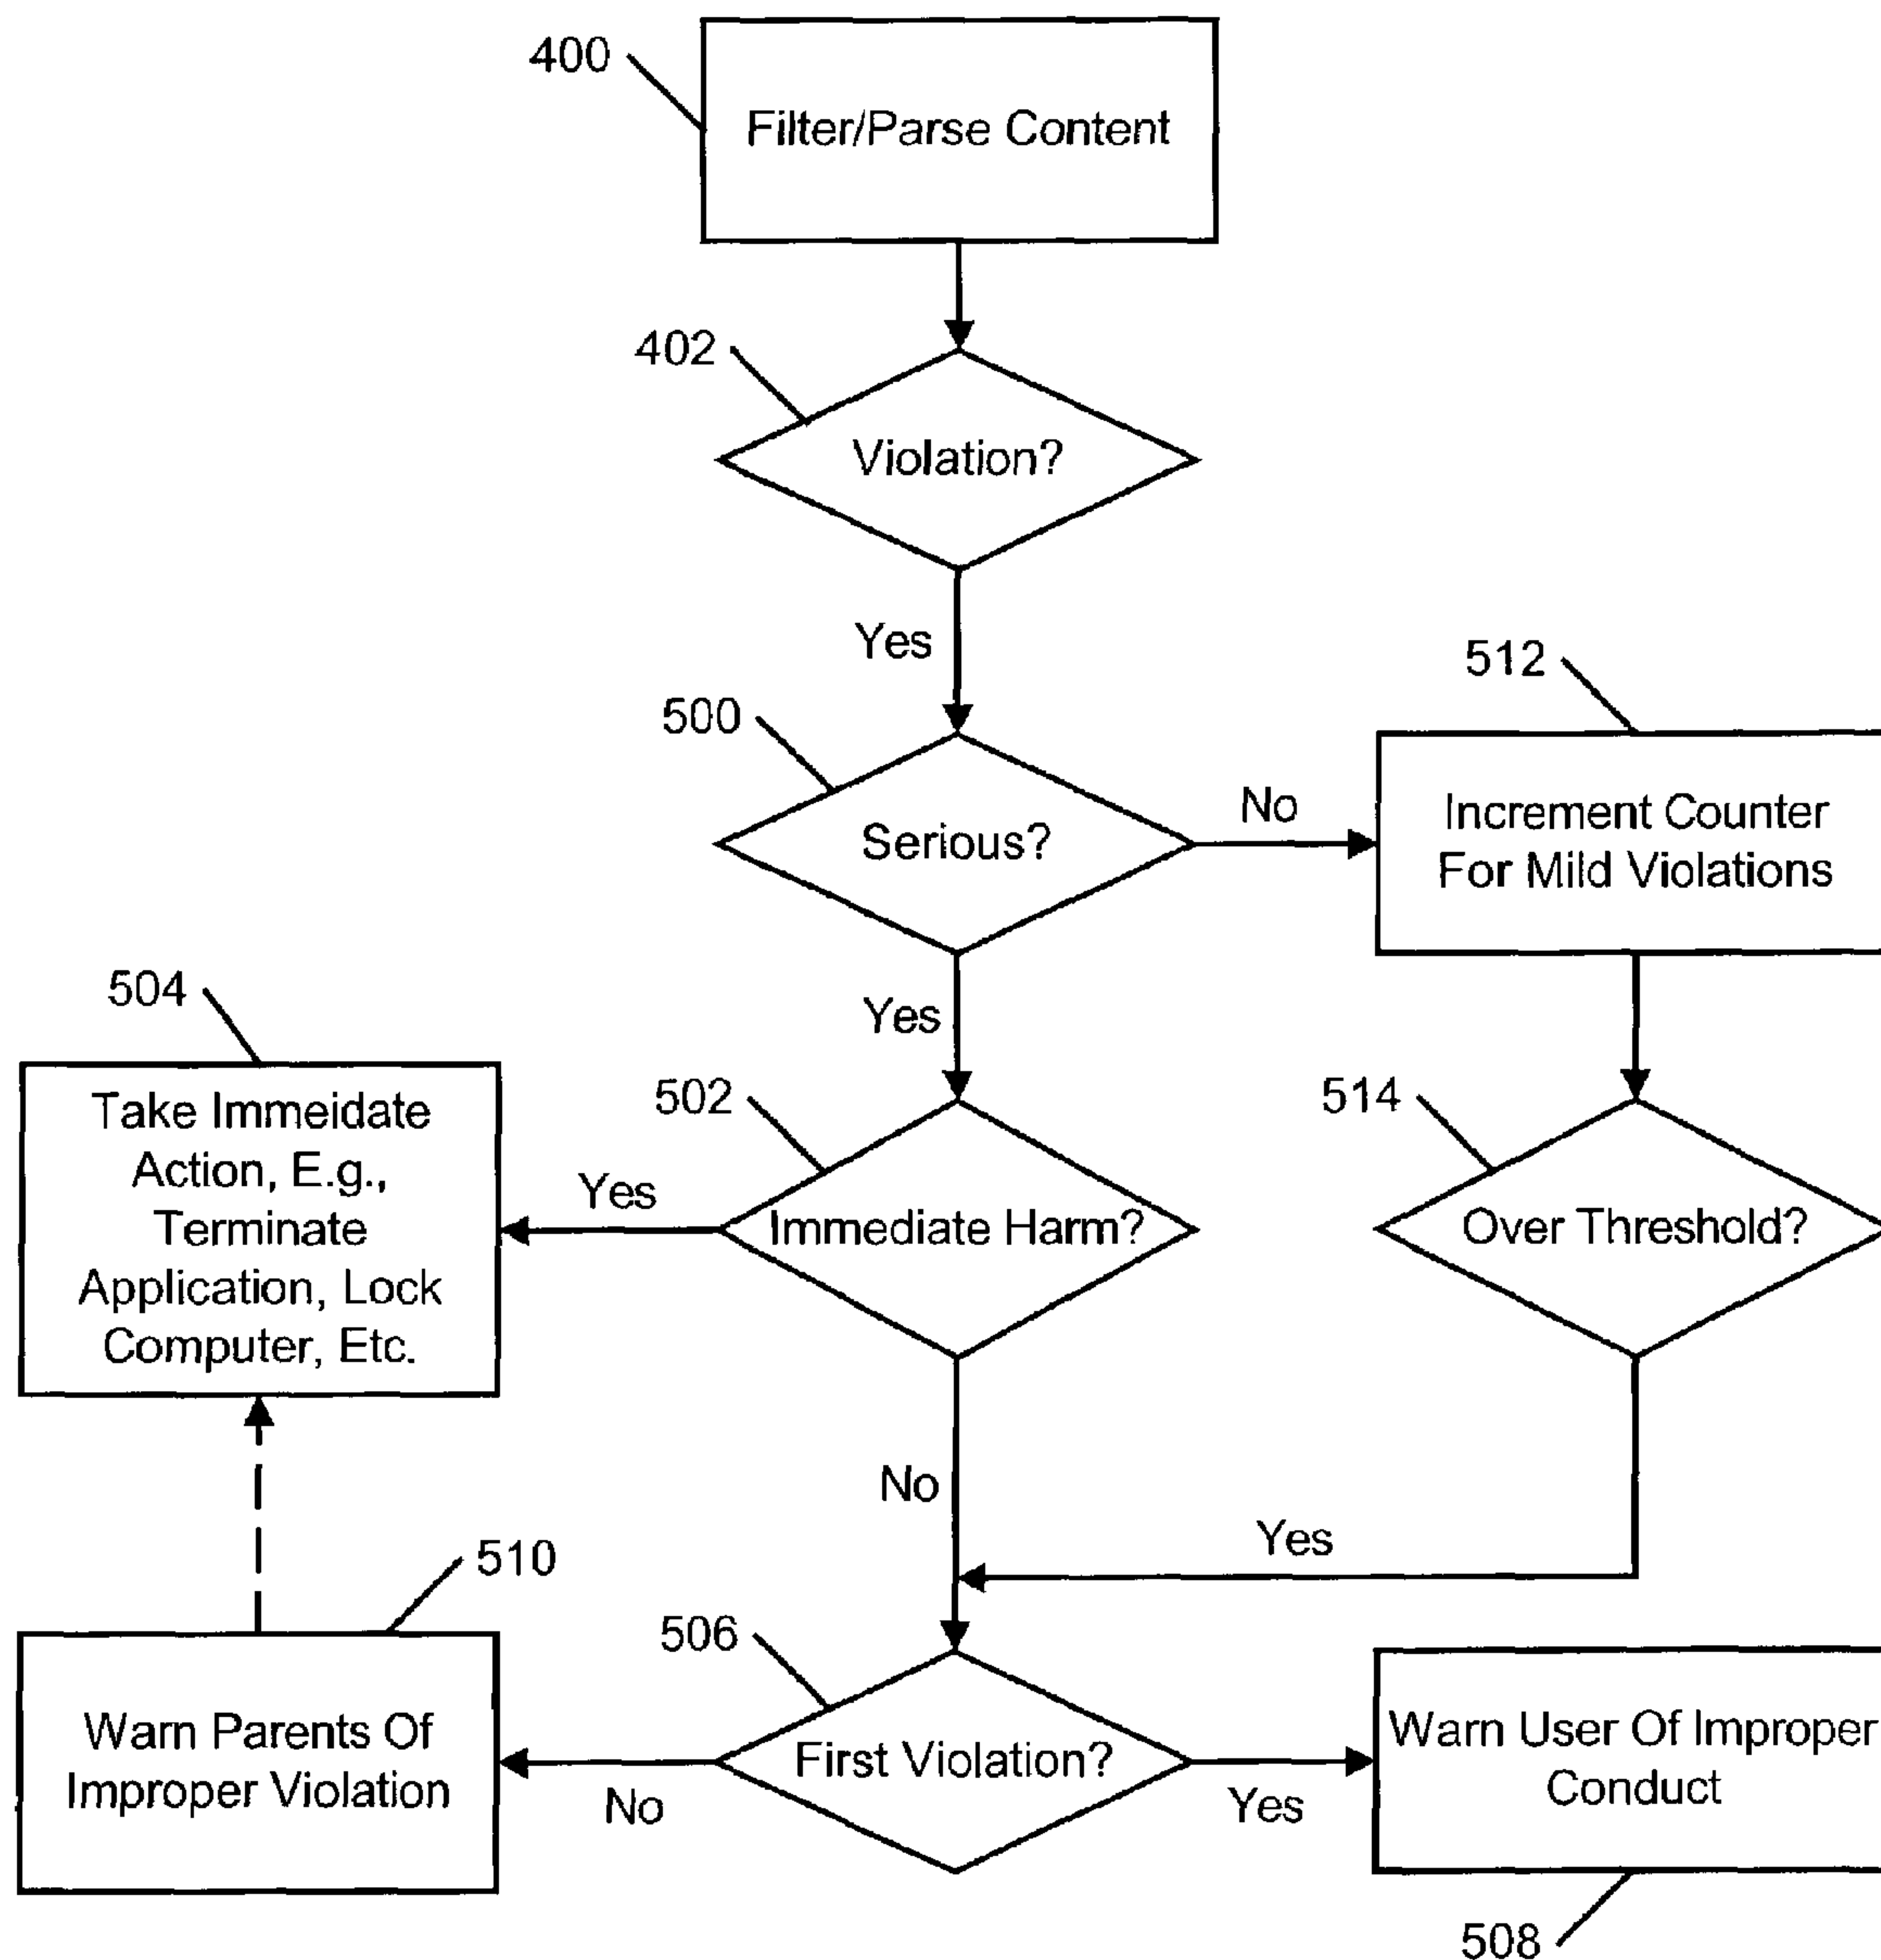 400
Filter/Parse Content
402
Violation?
Yes
500
Serious?
No
512
Increment Counter
For Mild Violations
Yes
504
Take Immeidate
Action, E.g.,
Terminate
Application, Lock
Computer, Etc.
502
Immediate Harm?
Yes
514
Over Threshold?
No
Yes
510
Warn Parents Of
Improper Violation
506
First Violation?
No
Yes
Warn User Of Improper
Conduct
508